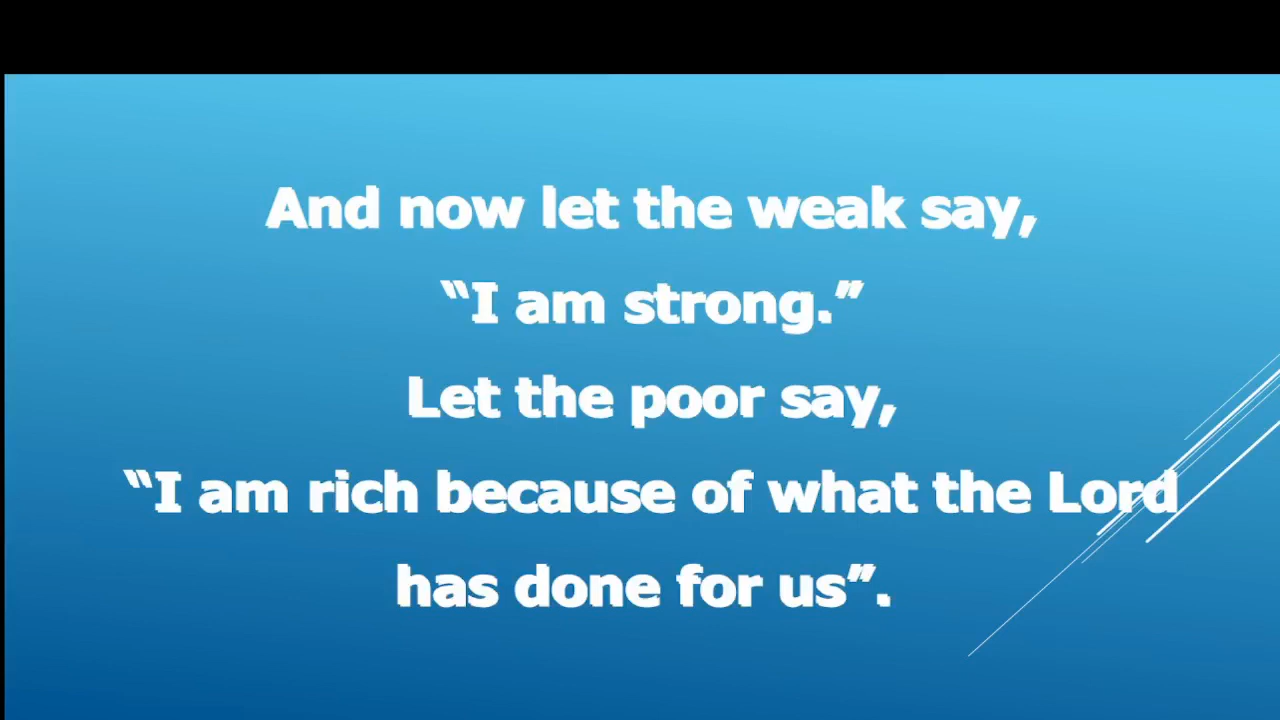 And now let the weak say,
“I am strong.”
Let the poor say,
“I am rich because of what the Lord
has done for us”.